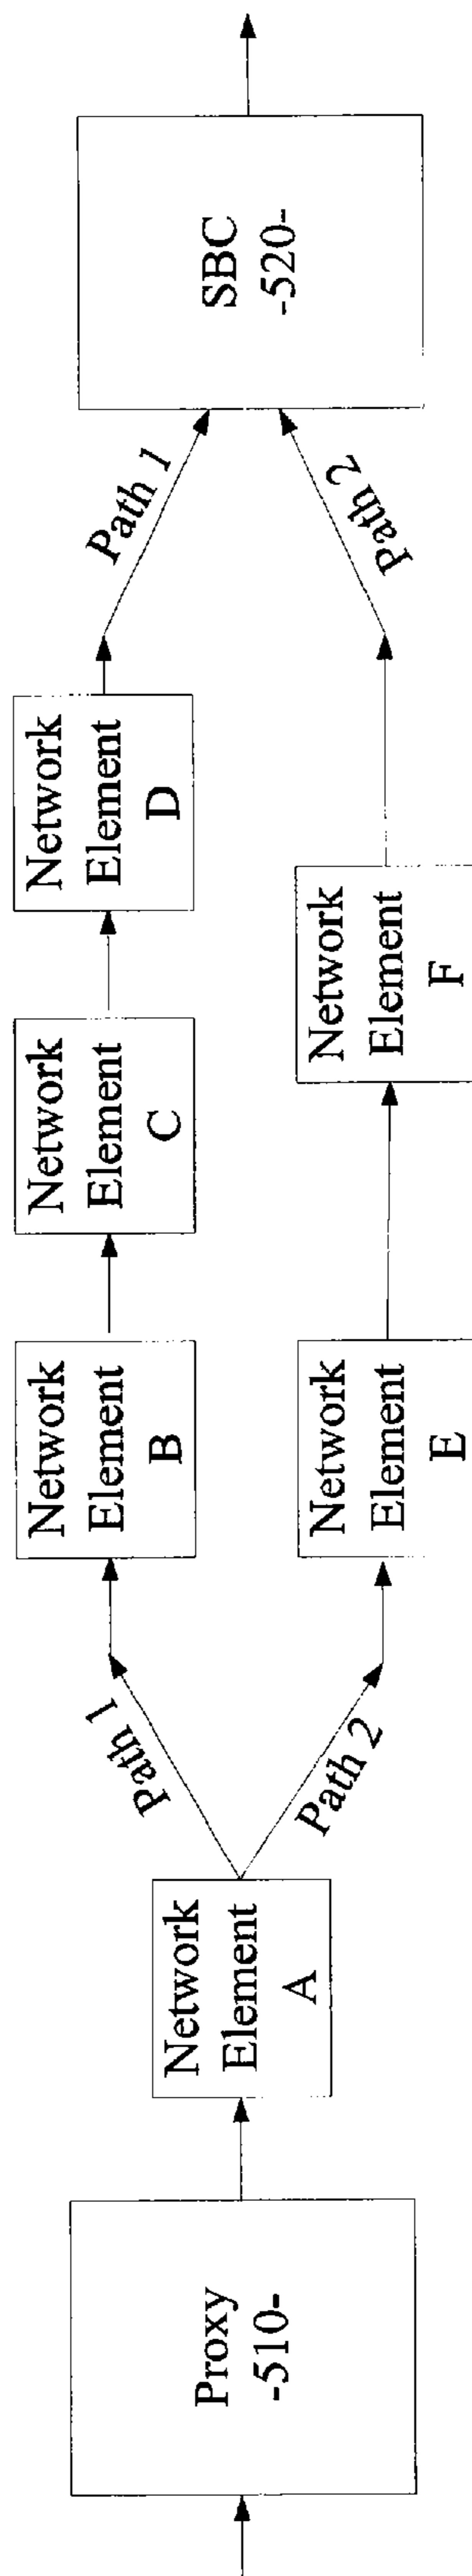 Proxy
-510-
Network
Element
A
Path 1
Path 2
Network
Element
B
Network
Element
C
Network
Element
D
Network
Element
E
Network
Element
F
Path 1
Path 2
SBC
-520-